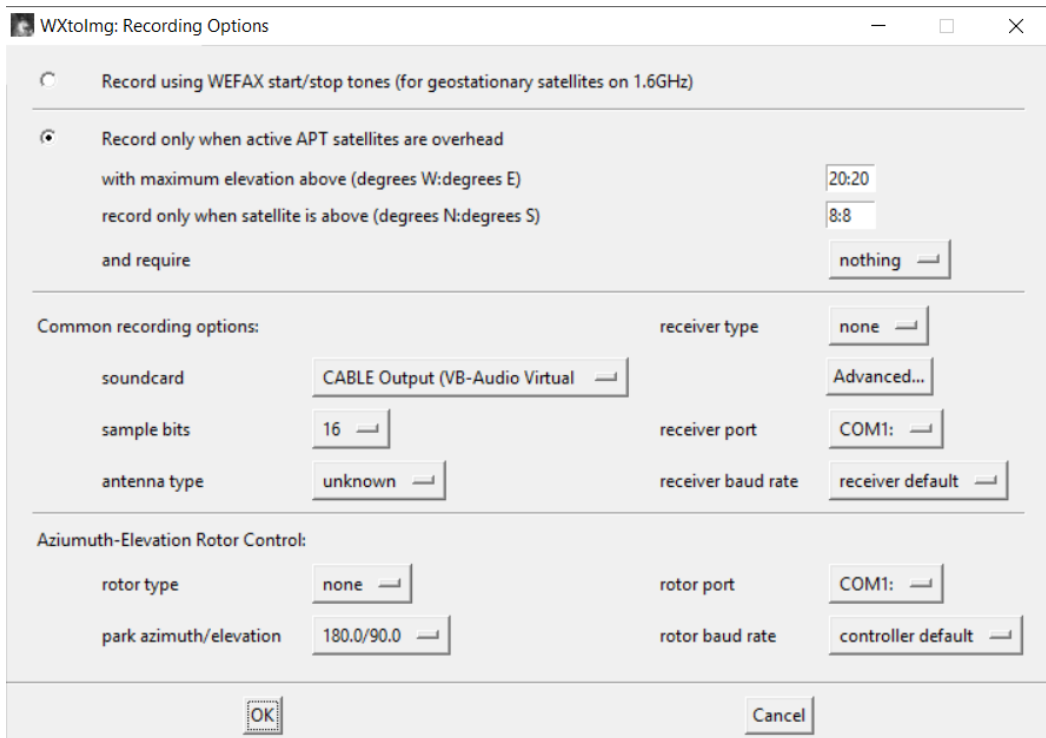 WXtoImg: Recording Options
Record using WEFAX start/stop tones (for geostationary satellites on 1.6GHz)
Record only when active APT satellites are overhead
with maximum elevation above (degrees W:degrees E) 20:20
record only when satellite is above (degrees N:degrees S) 8:8
and require nothing
Common recording options: receiver type none
soundcard CABLE Output (VB-Audio Virtual Advanced...
sample bits 16 receiver port COM1:
antenna type unknown receiver baud rate receiver default
Aziumuth-Elevation Rotor Control:
rotor type none rotor port COM1:
park azimuth/elevation 180.0/90.0 rotor baud rate controller default
OK Cancel